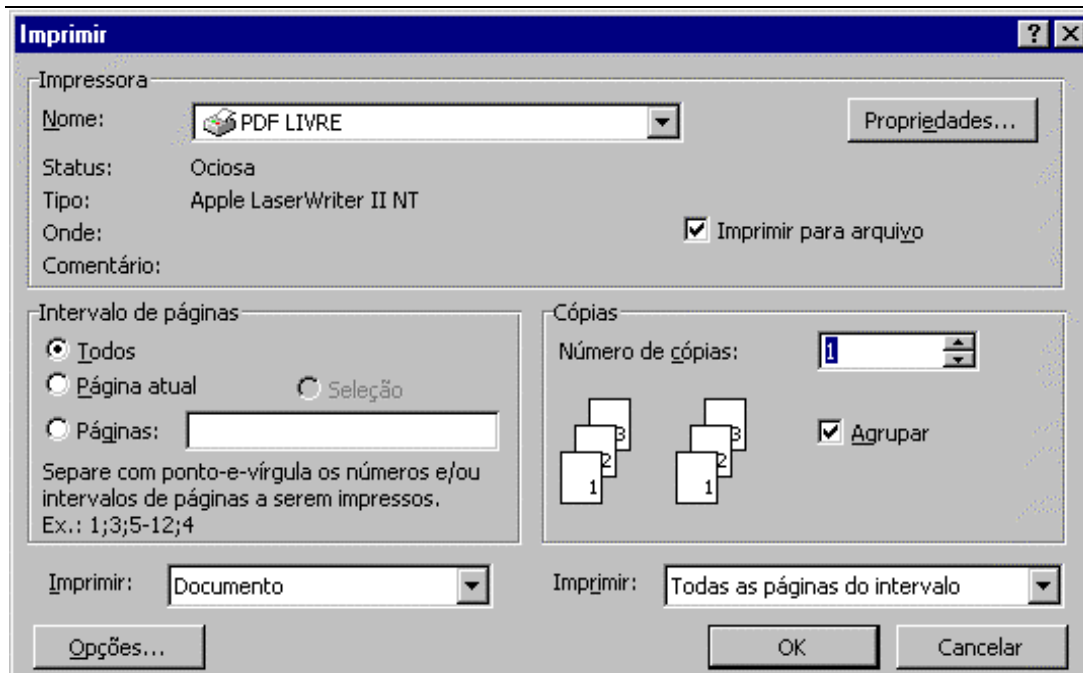 Imprimir
Impressora
Nome: PDF LIVRE Propriedades...
Status: Ociosa
Tipo: Apple LaserWriter II NT
Onde: Imprimir para arquivo
Comentário:
Intervalo de páginas
Todos
Página atual Seleção
Páginas:
Separe com ponto-e-vírgula os números e/ou
intervalos de páginas a serem impressos.
Ex.: 1;3;5-12;4
Cópias
Número de cópias: 1
3 3
2 2
1 1
Agrupar
Imprimir: Documento
Imprimir: Todas as páginas do intervalo
Opções... OK Cancelar